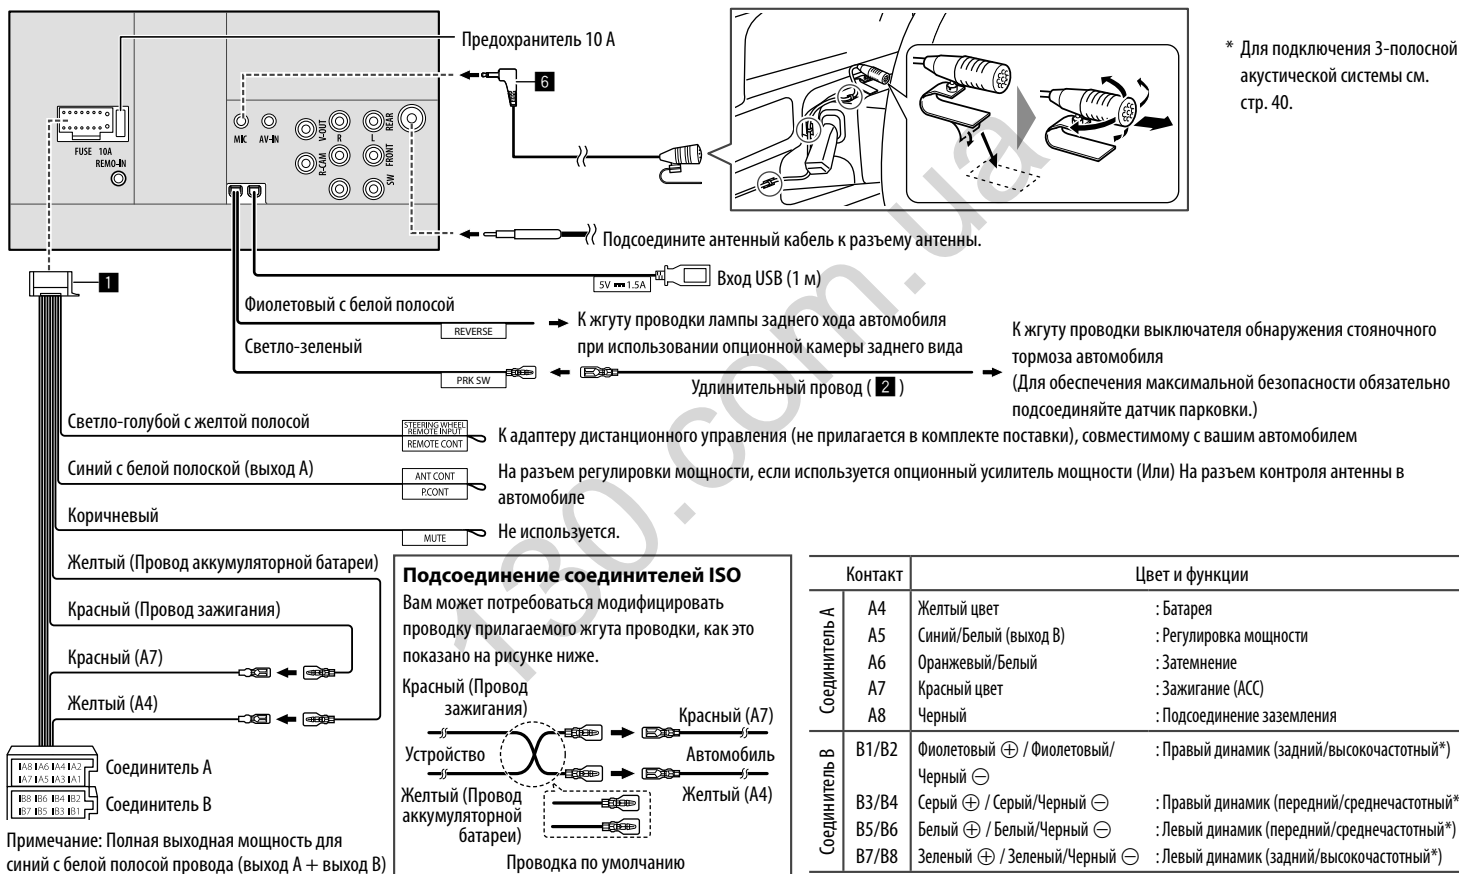 Предохранитель 10 А
6
* Для подключения 3-полосной
акустической системы см.
стр. 40.
FUSE 10A
REMO-IN
MIC
AV-IN
V-OUT
R-CAM
R
L
REAR
FRONT
SW
Подсоедините антенный кабель к разъему антенны.
1
5V 1.5A
Вход USB (1 м)
Фиолетовый с белой полосой
REVERSE
К жгуту проводки лампы заднего хода автомобиля
при использовании опционной камеры заднего вида
Светло-зеленый
PRK SW
Удлинительный провод ( 2 )
К жгуту проводки выключателя обнаружения стояночного
тормоза автомобиля
(Для обеспечения максимальной безопасности обязательно
подсоединяйте датчик парковки.)
Светло-голубой с желтой полосой
STEERING WHEEL
REMOTE INPUT
REMOTE CONT
К адаптеру дистанционного управления (не прилагается в комплекте поставки), совместимому с вашим автомобилем
Синий с белой полоской (выход А)
ANT CONT
P.CONT
На разъем регулировки мощности, если используется опционный усилитель мощности (Или) На разъем контроля антенны в
автомобиле
Коричневый
MUTE
Не используется.
Желтый (Провод аккумуляторной батареи)
Красный (Провод зажигания)
Красный (A7)
Желтый (A4)
A8 A6 A4 A2
A7 A5 A3 A1
Соединитель A
B8 B6 B4 B2
B7 B5 B3 B1
Соединитель B
Примечание: Полная выходная мощность для
синий с белой полосой провода (выход А + выход В)
Подсоединение соединителей ISO
Вам может потребоваться модифицировать
проводку прилагаемого жгута проводки, как это
показано на рисунке ниже.
Красный (Провод
зажигания)
Красный (A7)
Устройство
Автомобиль
Желтый (Провод
аккумуляторной
батареи)
Желтый (A4)
Проводка по умолчанию
Контакт Цвет и функции
Соединитель A
A4 Желтый цвет : Батарея
A5 Синий/Белый (выход В) : Регулировка мощности
A6 Оранжевый/Белый : Затемнение
A7 Красный цвет : Зажигание (ACC)
A8 Черный : Подсоединение заземления
Соединитель B
B1/B2 Фиолетовый ⊕ / Фиолетовый/ : Правый динамик (задний/высокочастотный*)
Черный ⊖
B3/B4 Серый ⊕ / Серый/Черный ⊖ : Правый динамик (передний/среднечастотный*
B5/B6 Белый ⊕ / Белый/Черный ⊖ : Левый динамик (передний/среднечастотный*)
B7/B8 Зеленый ⊕ / Зеленый/Черный ⊖ : Левый динамик (задний/высокочастотный*)
130.com.ua